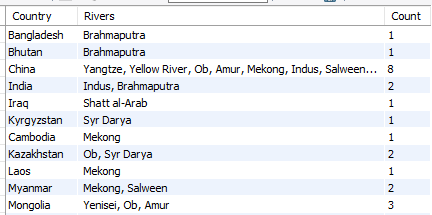 Country Rivers Count
Bangladesh Brahmaputra 1
Bhutan Brahmaputra 1
China Yangtze, Yellow River, Ob, Amur, Mekong, Indus, Salween... 8
India Indus, Brahmaputra 2
Iraq Shatt al-Arab 1
Kyrgyzstan Syr Darya 1
Cambodia Mekong 1
Kazakhstan Ob, Syr Darya 2
Laos Mekong 1
Myanmar Mekong, Salween 2
Mongolia Yenisei, Ob, Amur 3